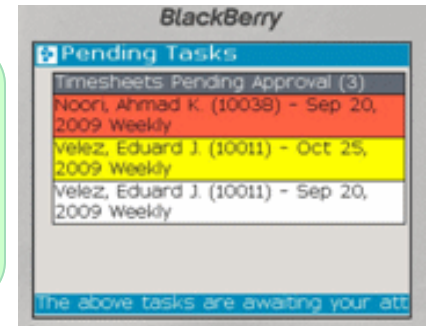 BlackBerry
Pending Tasks
Timesheets Pending Approval (3)
Noori, Ahmad K. (10038) - Sep 20,
2009 Weekly
Velez, Eduard J. (10011) - Oct 25,
2009 Weekly
Velez, Eduard J. (10011) - Sep 20,
2009 Weekly
The above tasks are awaiting your att